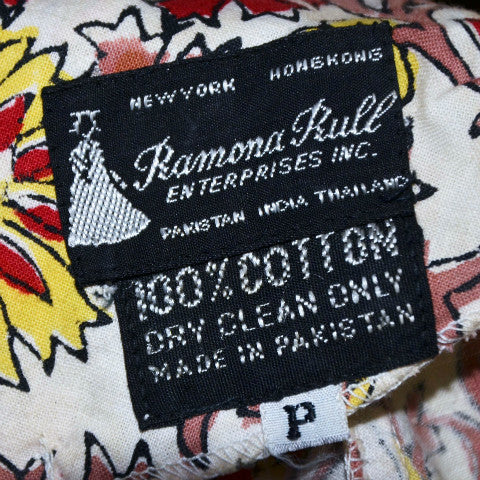 NEW YORK HONGKONG
Ramona Rull
ENTERPRISES INC.
PAKISTAN INDIA THAILAND
100% COTTON
DRY CLEAN ONLY
MADE IN PAKISTAN
P